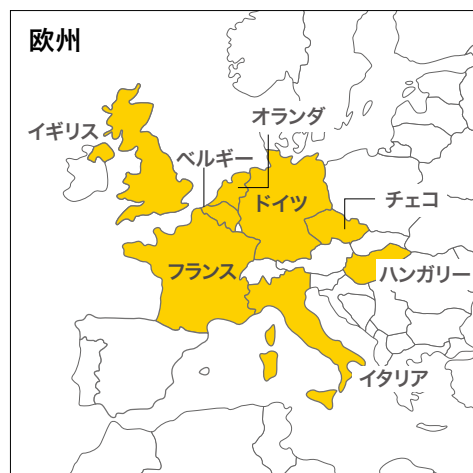 欧州
オランダ
イギリス
ベルギー
ドイツ
チェコ
フランス
ハンガリー
イタリア